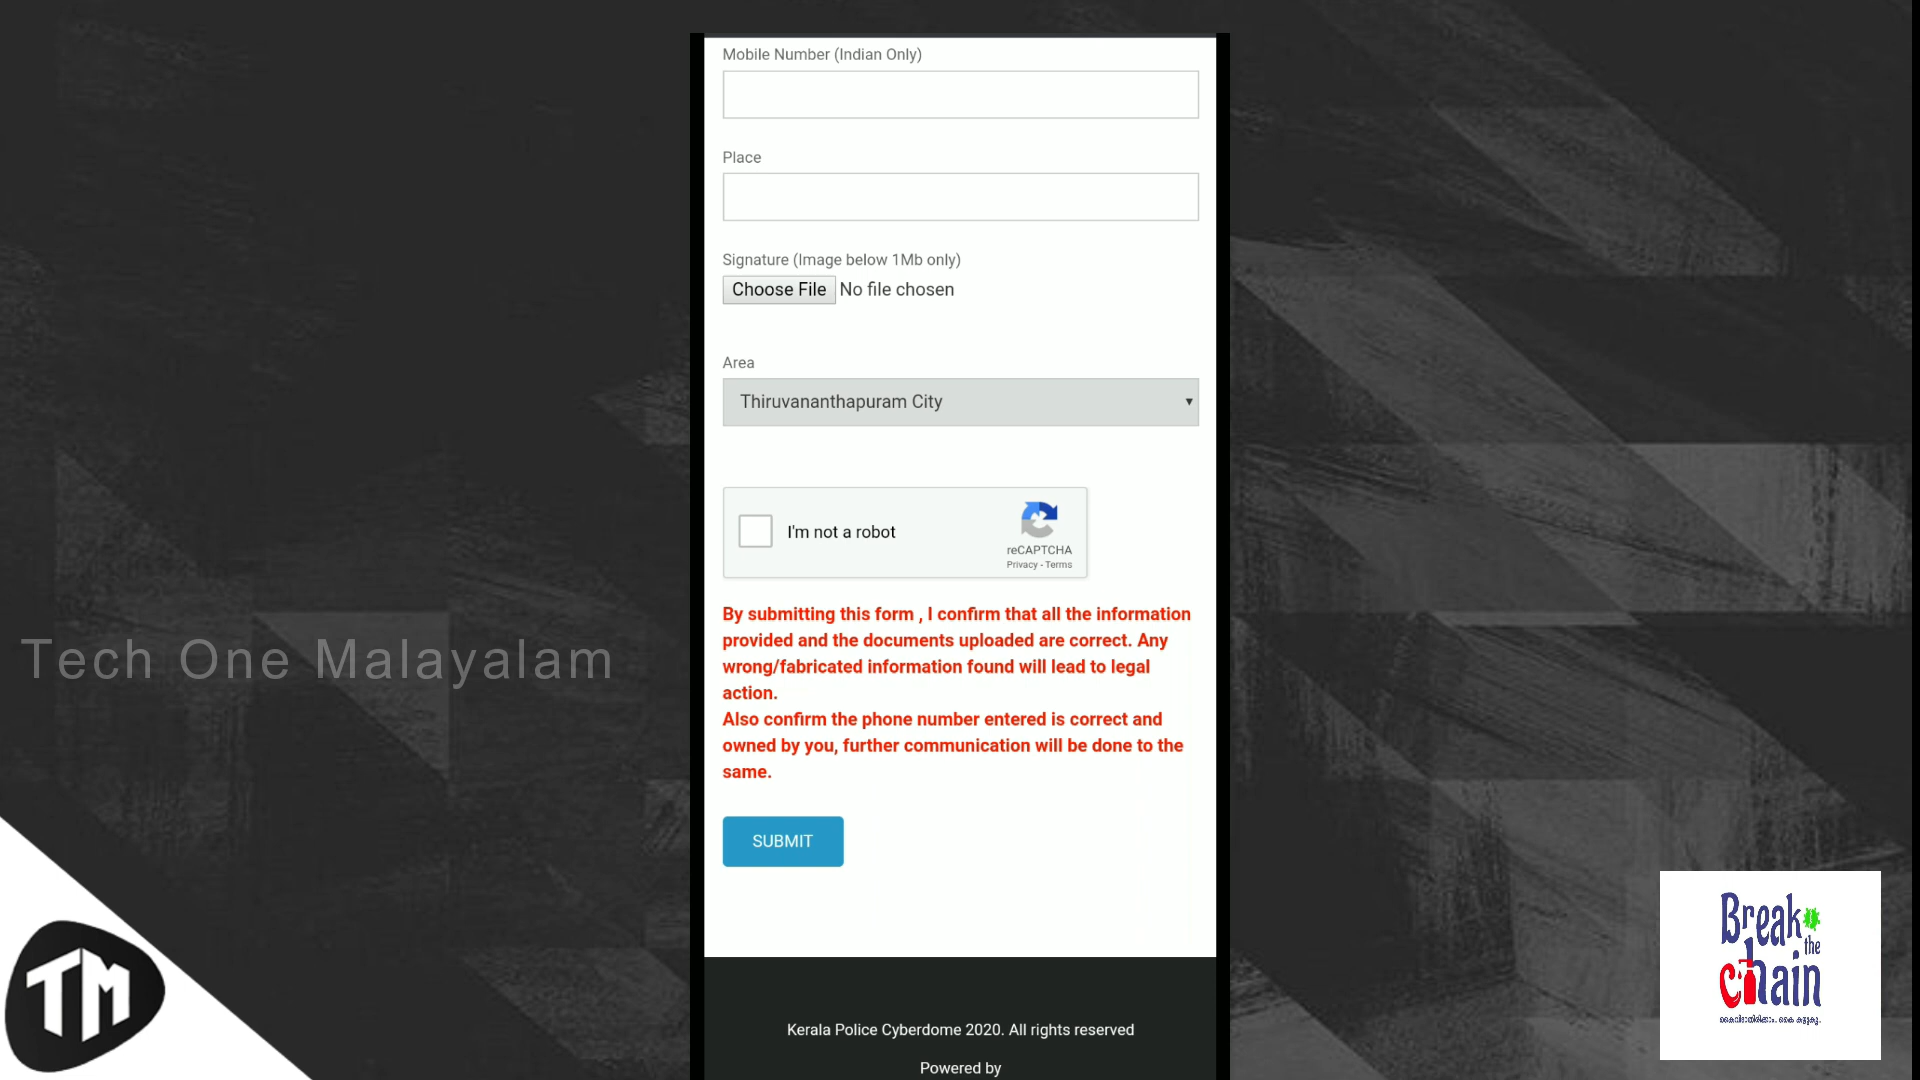 Mobile Number (Indian Only)
Place
Signature (Image below 1Mb only)
Choose File No file chosen
Area
Thiruvananthapuram City
I'm not a robot
reCAPTCHA
Privacy - Terms
By submitting this form , I confirm that all the information
provided and the documents uploaded are correct. Any
wrong/fabricated information found will lead to legal
action.
Also confirm the phone number entered is correct and
owned by you, further communication will be done to the
same.
SUBMIT
Kerala Police Cyberdome 2020. All rights reserved
Powered by
Tech One Malayalam
TM
Break
the
chain